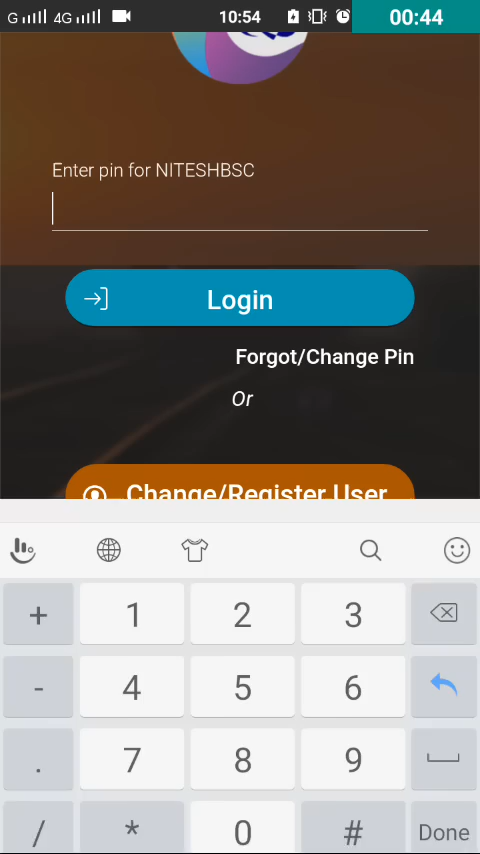 G 4G 10:54 00:44
Enter pin for NITESHBSC
Login
Forgot/Change Pin
Or
Change/Register User
+ 1 2 3
- 4 5 6
. 7 8 9
/ * 0 # Done